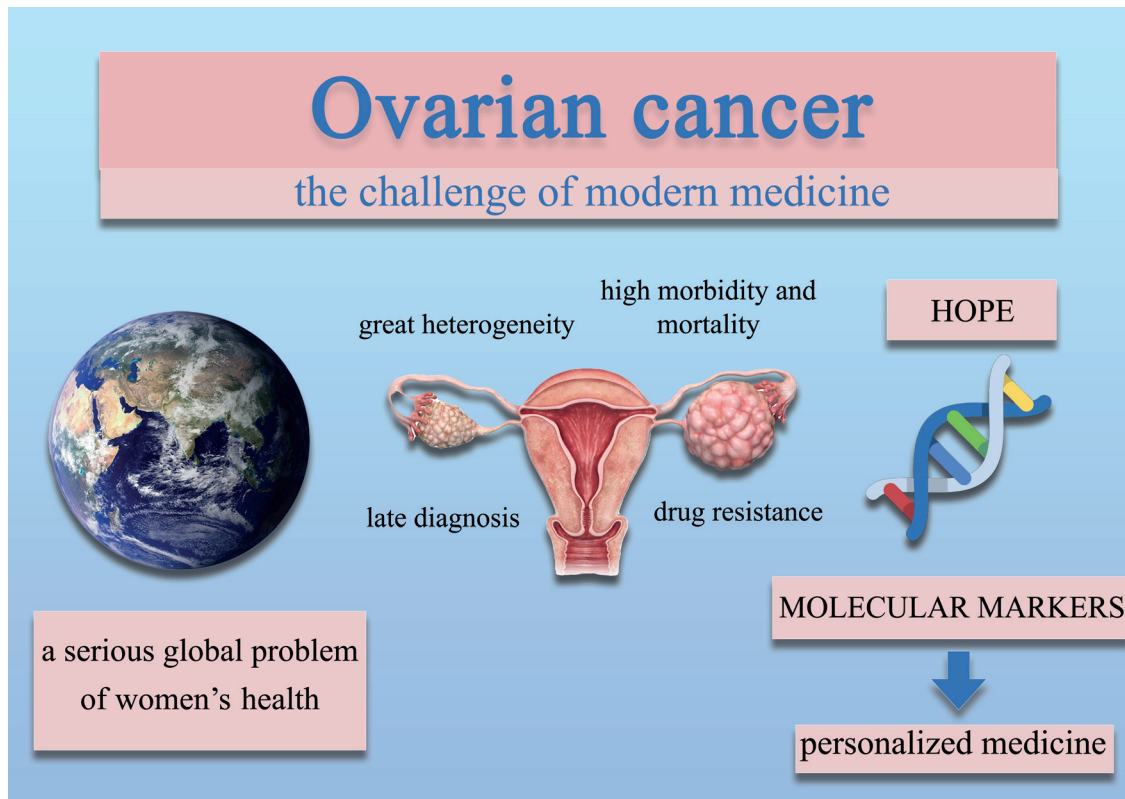 Ovarian cancer
the challenge of modern medicine
great heterogeneity
high morbidity and
mortality
HOPE
late diagnosis
drug resistance
a serious global problem
of women’s health
MOLECULAR MARKERS
personalized medicine